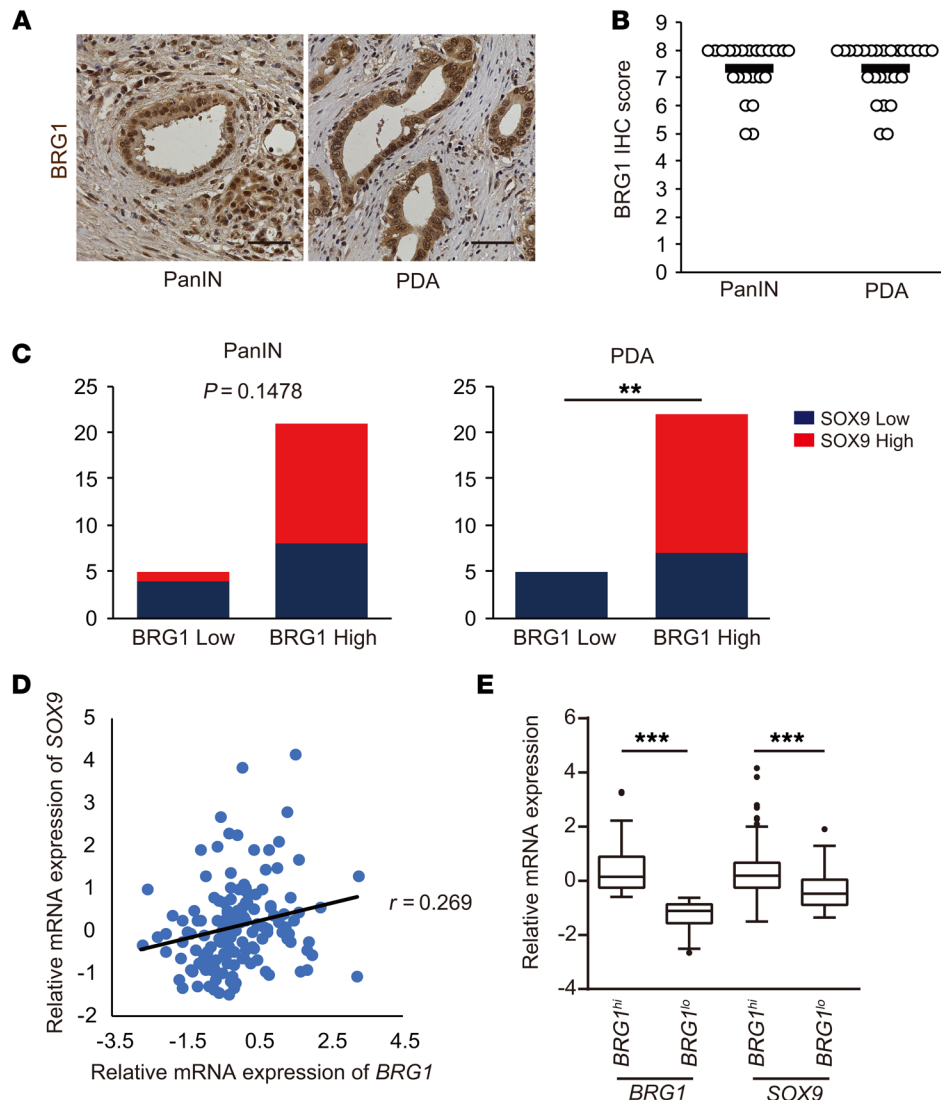 A
BRG1
PanIN
PDA
B
BRG1 IHC score
9
8
7
6
5
4
3
2
1
0
PanIN
PDA
C
PanIN
P = 0.1478
25
20
15
10
5
0
BRG1 Low
BRG1 High
PDA
**
25
20
15
10
5
0
BRG1 Low
BRG1 High
SOX9 Low
SOX9 High
D
Relative mRNA expression of SOX9
5
4
3
2
1
0
-1
-2
-3.5
-1.5
0.5
2.5
4.5
r = 0.269
Relative mRNA expression of BRG1
E
Relative mRNA expression
6
4
2
0
-2
-4
***
***
BRG1hi
BRG1lo
BRG1hi
BRG1lo
BRG1
SOX9